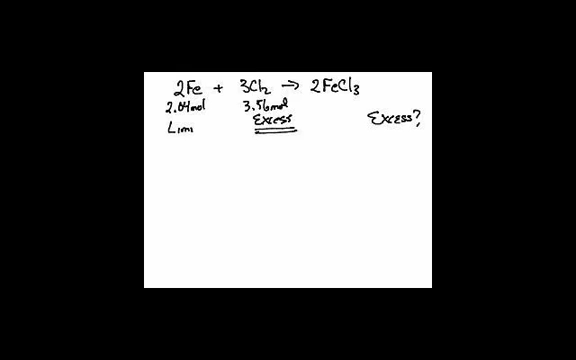 2Fe + 3Cl₂ → 2FeCl₃
2.04mol 3.56mol
Lim Excess Excess?